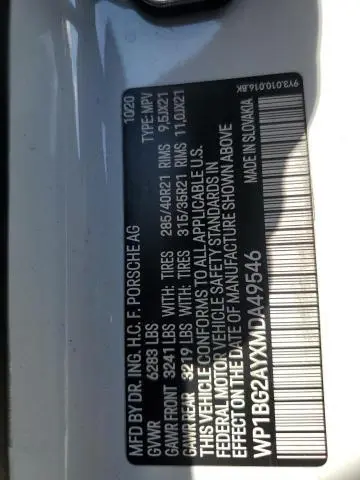 MFD BY DR. ING. H.C. F. PORSCHE AG 10/20
GVWR 6283 LBS TYPE: MPV
GAWR FRONT 3241 LBS WITH: TIRES 285/40R21 RIMS 9,5JX21
GAWR REAR 3219 LBS WITH: TIRES 315/35R21 RIMS 11,0JX21
THIS VEHICLE CONFORMS TO ALL APPLICABLE U.S.
FEDERAL MOTOR VEHICLE SAFETY STANDARDS IN
EFFECT ON THE DATE OF MANUFACTURE SHOWN ABOVE
WP1BG2AYXMDA49546 MADE IN SLOVAKIA
9Y3.010.016.BK